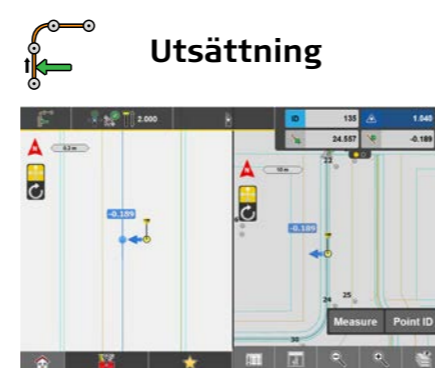 Utsättning
2.000
ID 135 1.040
24.557 -0.189
0.2 m
10 m
22
-0.189
-0.189
24 25
Measure Point ID
30